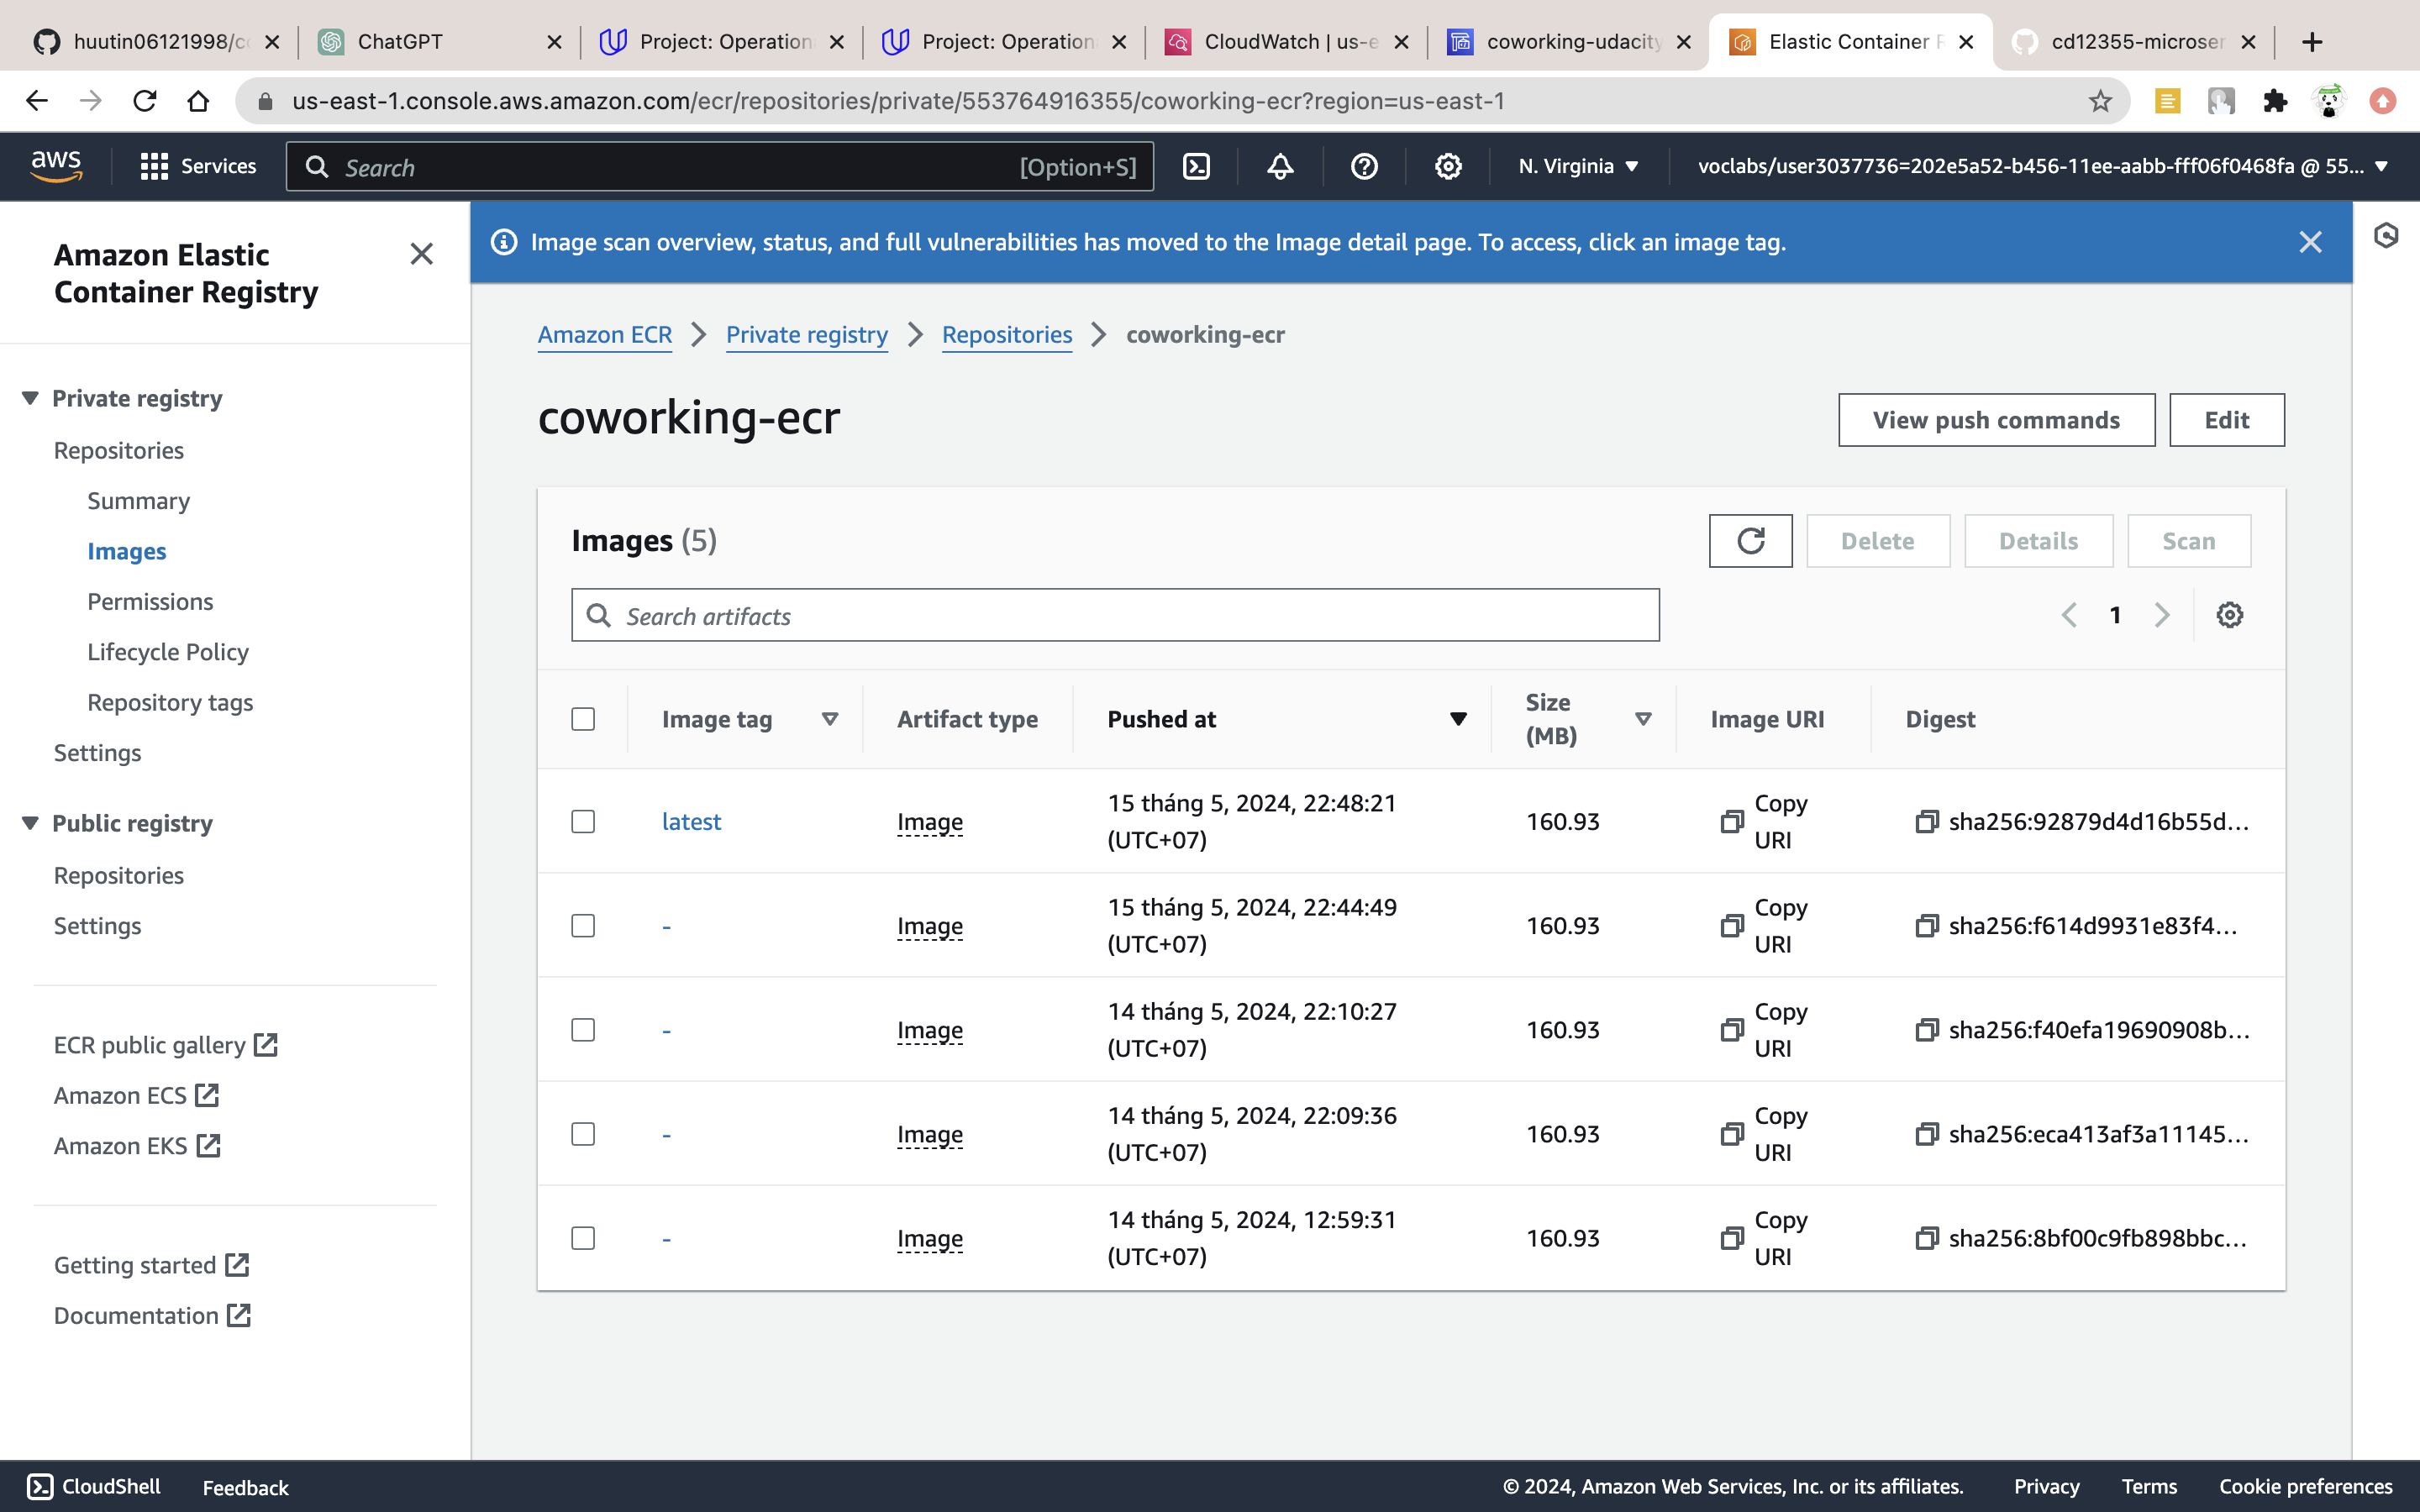 huutin06121998/co
ChatGPT
Project: Operation
Project: Operation
CloudWatch | us-e
coworking-udacity
Elastic Container R
cd12355-microser
us-east-1.console.aws.amazon.com/ecr/repositories/private/553764916355/coworking-ecr?region=us-east-1
aws
Services
Search
[Option+S]
N. Virginia
voclabs/user3037736=202e5a52-b456-11ee-aabb-fff06f0468fa @ 55...
Amazon Elastic
Container Registry
Private registry
Repositories
Summary
Images
Permissions
Lifecycle Policy
Repository tags
Settings
Public registry
Repositories
Settings
ECR public gallery
Amazon ECS
Amazon EKS
Getting started
Documentation
Image scan overview, status, and full vulnerabilities has moved to the Image detail page. To access, click an image tag.
Amazon ECR
Private registry
Repositories
coworking-ecr
coworking-ecr
View push commands
Edit
Images (5)
Delete
Details
Scan
Search artifacts
1
Image tag
Artifact type
Pushed at
Size
(MB)
Image URI
Digest
latest
Image
15 tháng 5, 2024, 22:48:21
(UTC+07)
160.93
Copy
URI
sha256:92879d4d16b55d...
-
Image
15 tháng 5, 2024, 22:44:49
(UTC+07)
160.93
Copy
URI
sha256:f614d9931e83f4...
-
Image
14 tháng 5, 2024, 22:10:27
(UTC+07)
160.93
Copy
URI
sha256:f40efa19690908b...
-
Image
14 tháng 5, 2024, 22:09:36
(UTC+07)
160.93
Copy
URI
sha256:eca413af3a11145...
-
Image
14 tháng 5, 2024, 12:59:31
(UTC+07)
160.93
Copy
URI
sha256:8bf00c9fb898bbc...
CloudShell
Feedback
© 2024, Amazon Web Services, Inc. or its affiliates.
Privacy
Terms
Cookie preferences